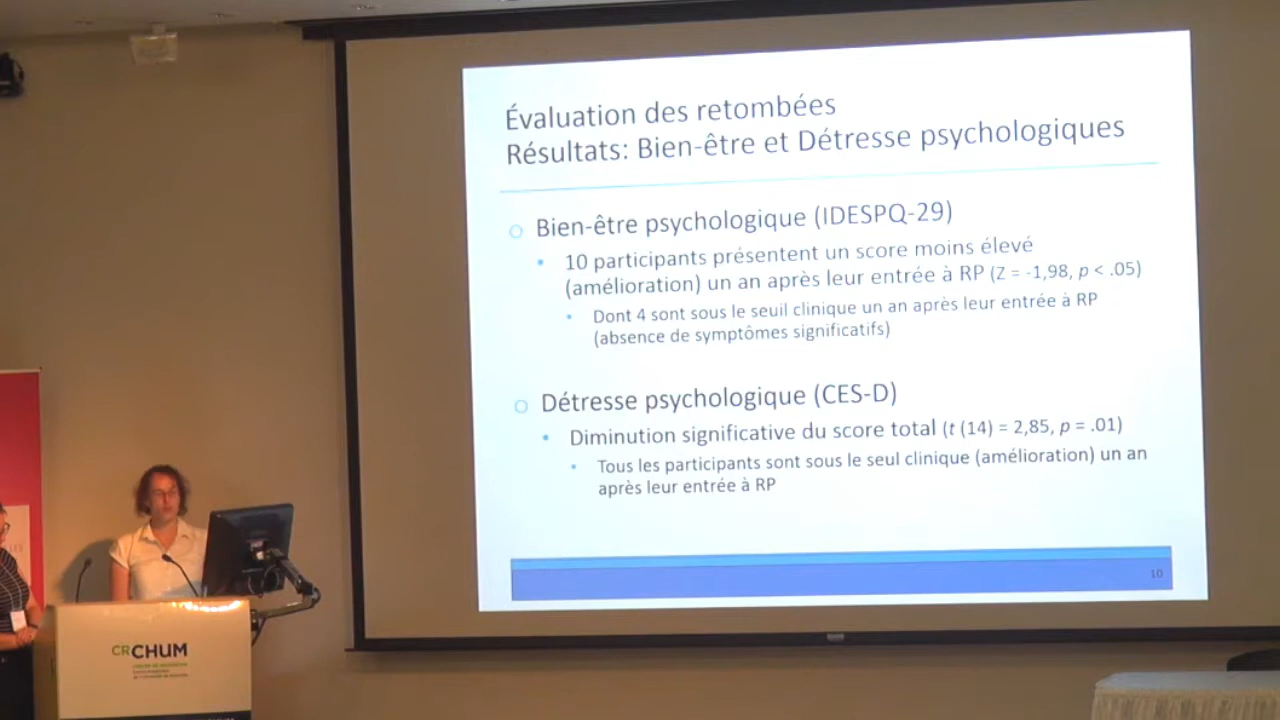 Évaluation des retombées
Résultats: Bien-être et Détresse psychologiques
Bien-être psychologique (IDESPQ-29)
10 participants présentent un score moins élevé
(amélioration) un an après leur entrée à RP (Z = -1,98, p < .05)
Dont 4 sont sous le seuil clinique un an après leur entrée à RP
(absence de symptômes significatifs)
Détresse psychologique (CES-D)
Diminution significative du score total (t (14) = 2,85, p = .01)
Tous les participants sont sous le seul clinique (amélioration) un an
après leur entrée à RP
10
CRCHUM